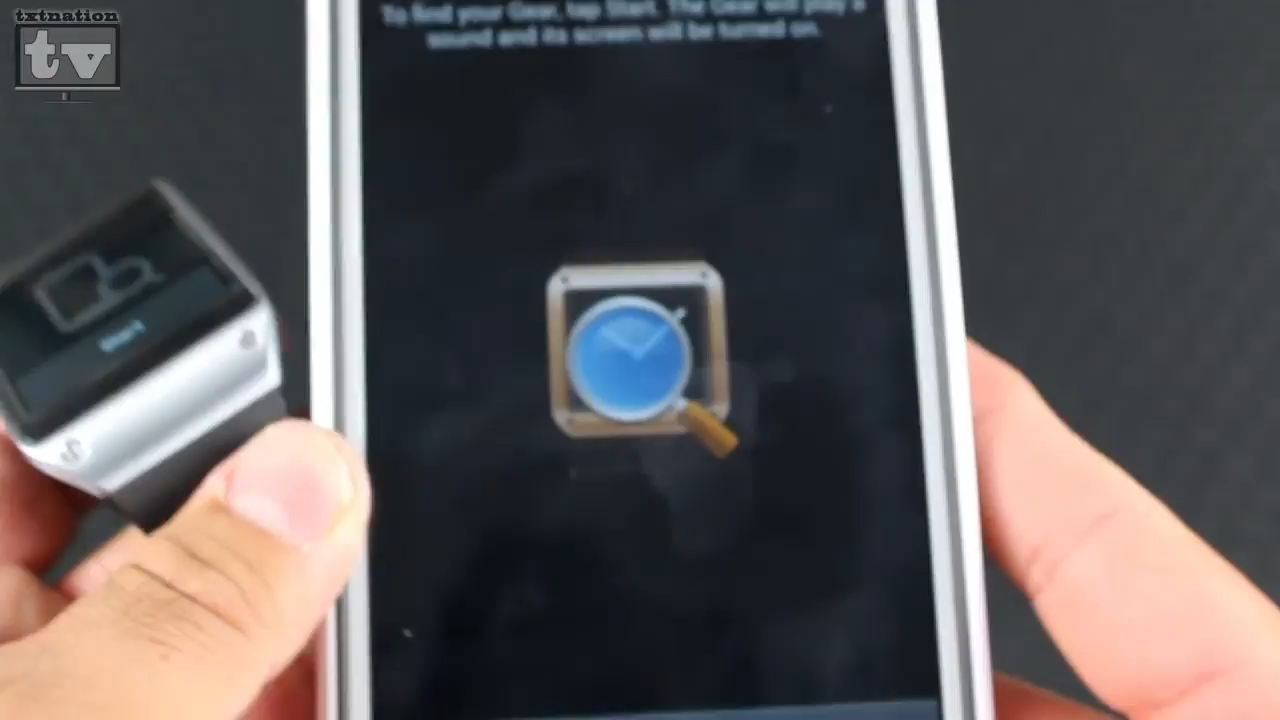 txtnation
tv
To find your Gear, tap Start. The Gear will play a
sound and its screen will be turned on.